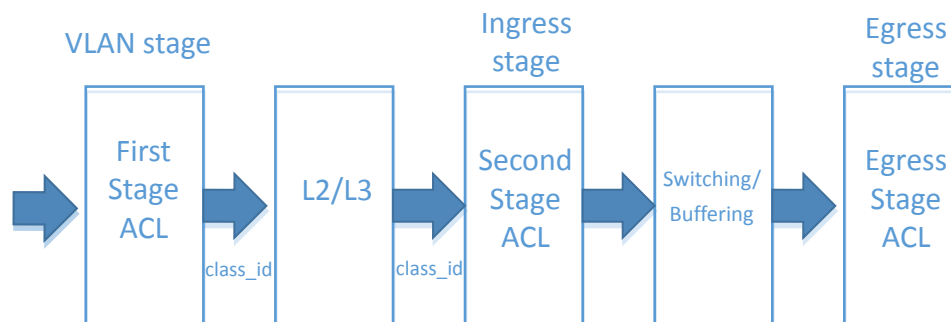 VLAN stage
Ingress
stage
Egress
stage
First
Stage
ACL
class_id
L2/L3
class_id
Second
Stage
ACL
Switching/
Buffering
Egress
Stage
ACL